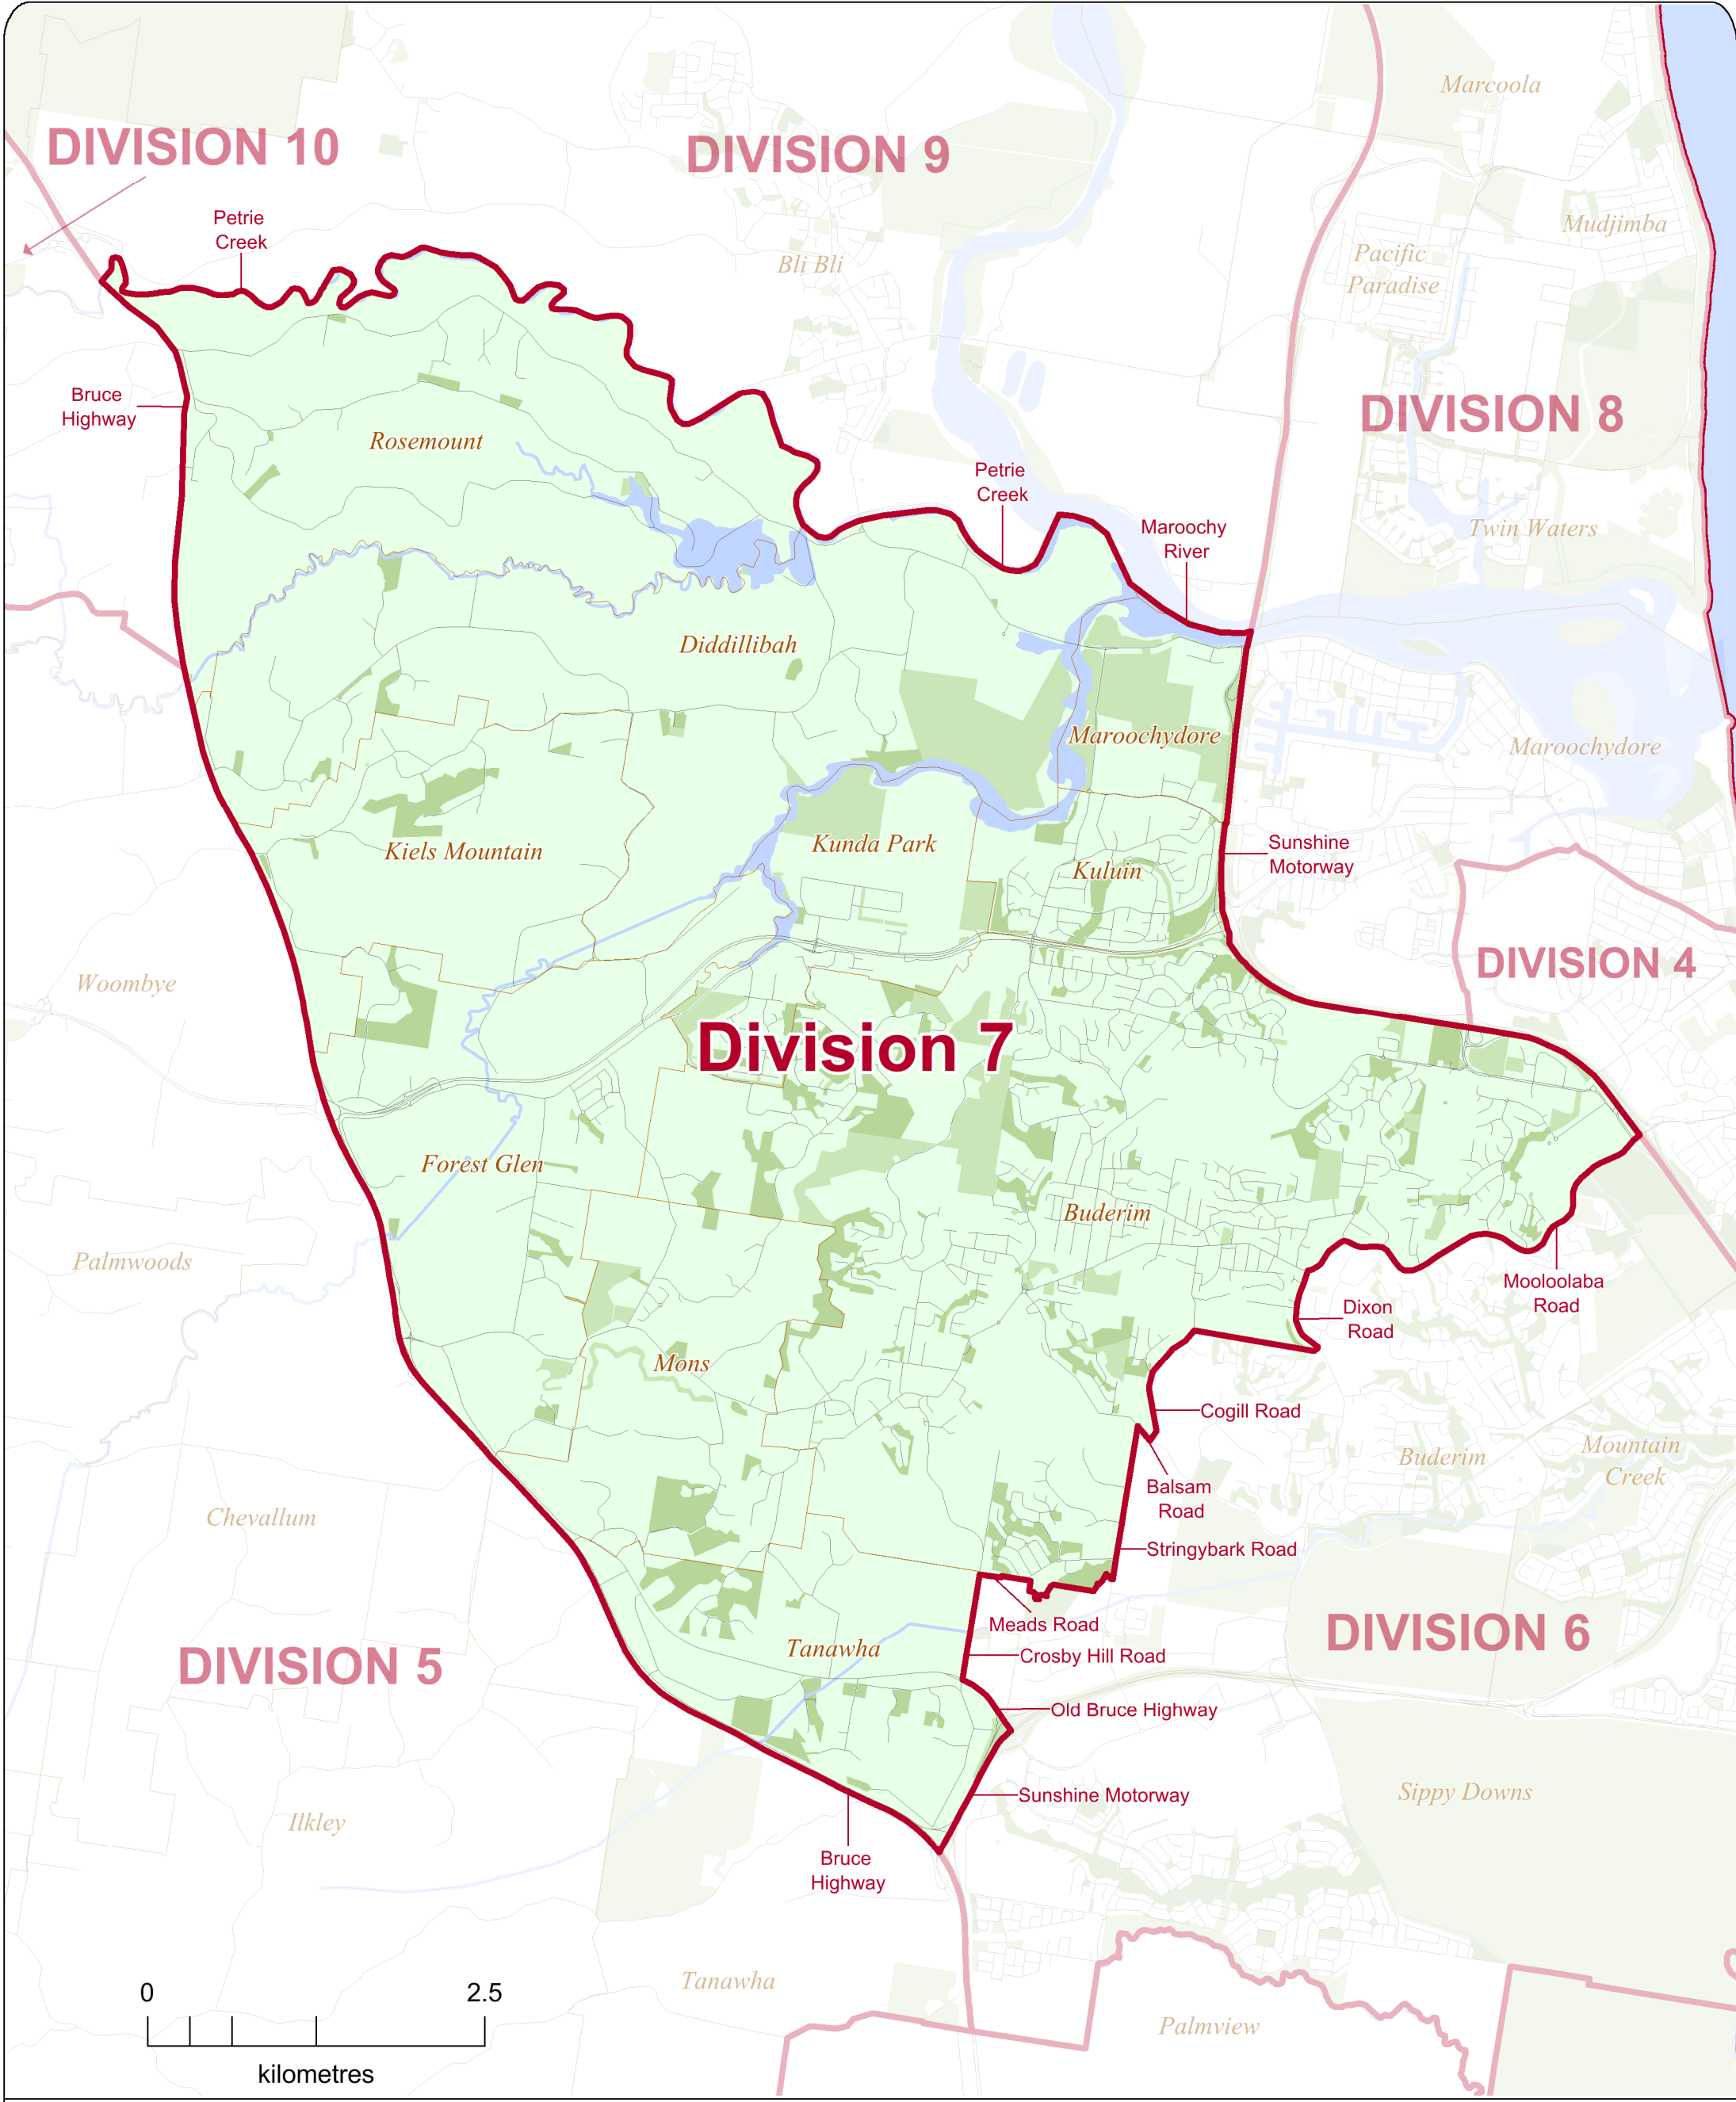 Marcoola
DIVISION 10
DIVISION 9
Petrie
Creek
Mudjimba
Pacific
Paradise
Bli Bli
Bruce
Highway
DIVISION 8
Rosemount
Petrie
Creek
Maroochy
River
Twin Waters
Diddillibah
Maroochydore
Maroochydore
Kiels Mountain
Kunda Park
Kuluin
Sunshine
Motorway
Woombye
DIVISION 4
Division 7
Forest Glen
Buderim
Palmwoods
Mooloolaba
Road
Dixon
Road
Mons
Cogill Road
Buderim
Mountain
Creek
Balsam
Road
Chevallum
Stringybark Road
Meads Road
DIVISION 6
Tanawha
Crosby Hill Road
DIVISION 5
Old Bruce Highway
Sunshine Motorway
Sippy Downs
Ilkley
Bruce
Highway
Tanawha
0 2.5
Palmview
kilometres